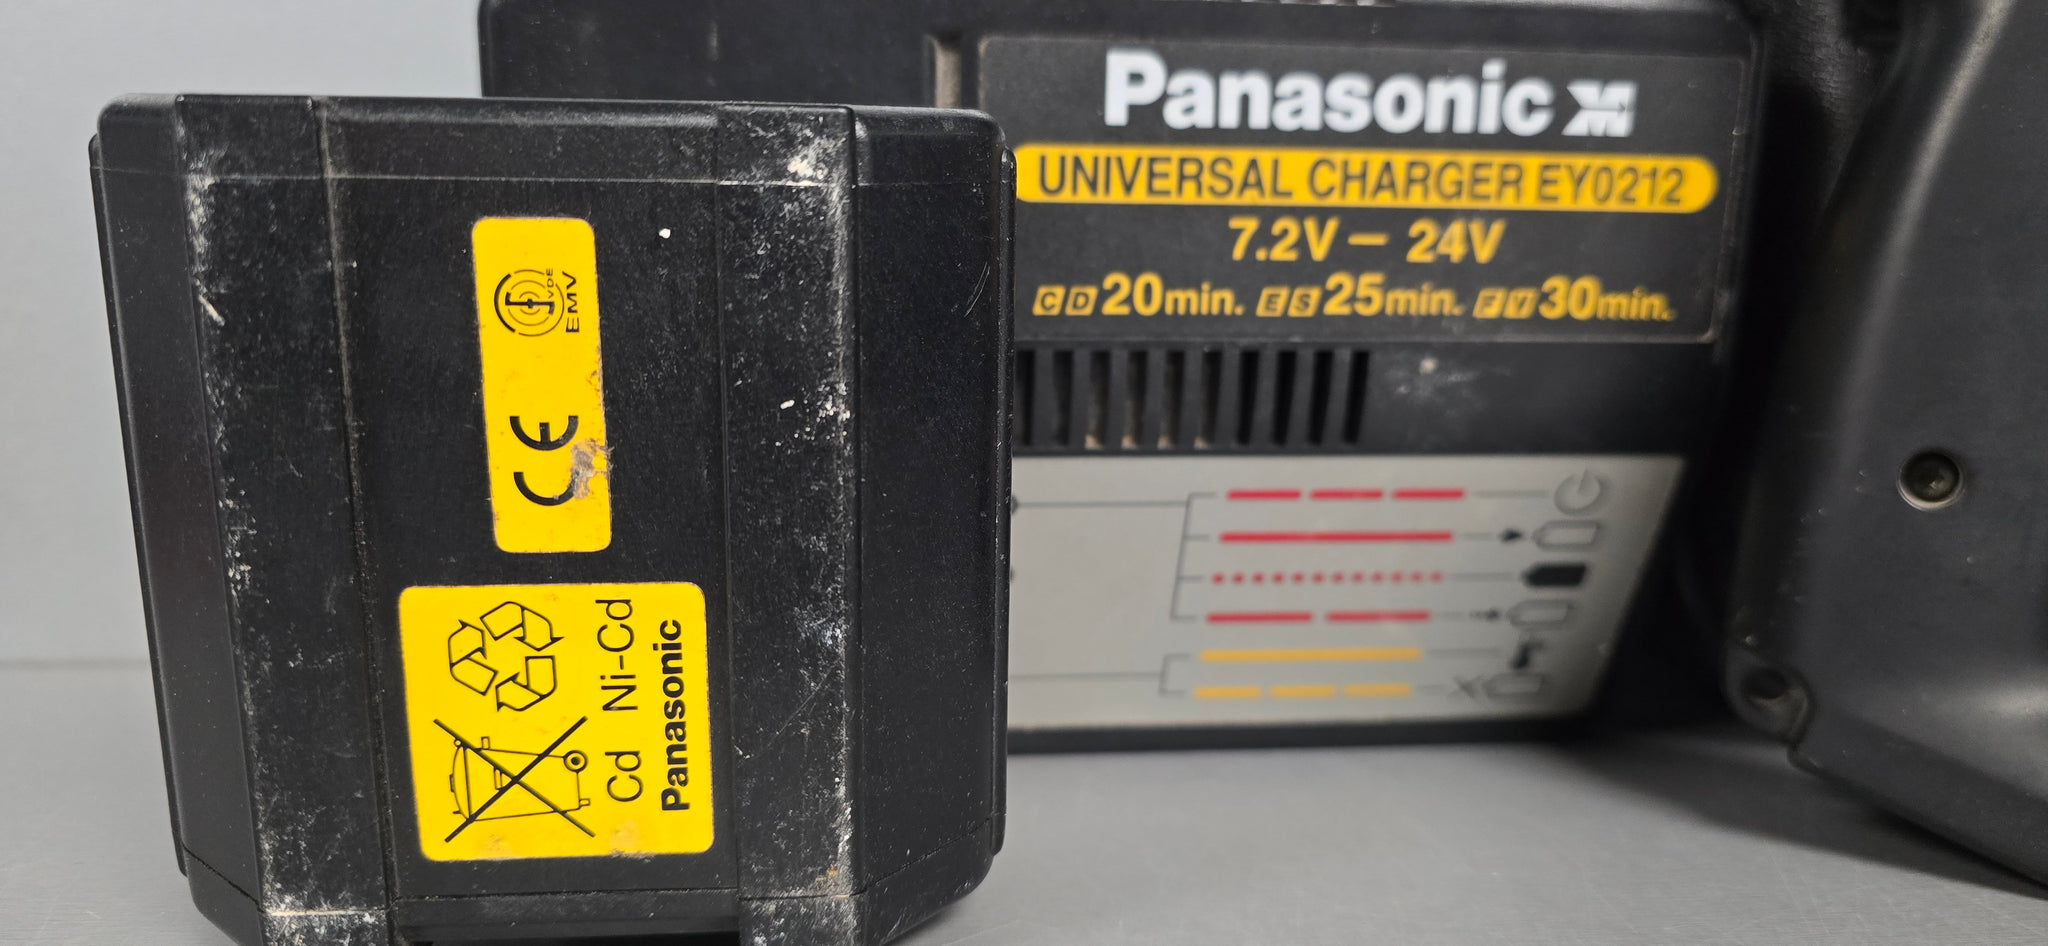 VDE
EMV
CE
Cd Ni-Cd
Panasonic
Panasonic
UNIVERSAL CHARGER EY0212
7.2V – 24V
CD 20min. ES 25min. FY 30min.